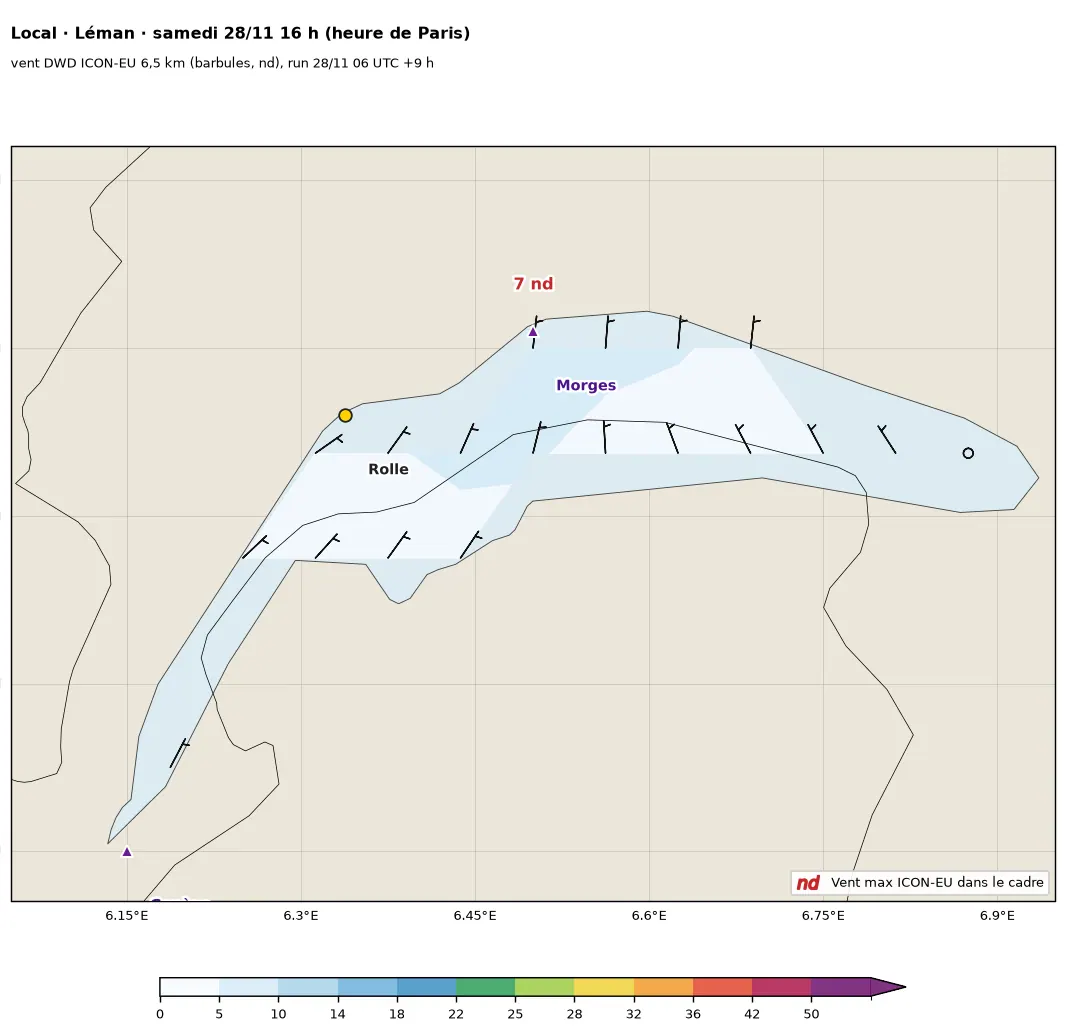 Local · Léman · samedi 28/11 16 h (heure de Paris)
vent DWD ICON-EU 6,5 km (barbules, nd), run 28/11 06 UTC +9 h
7 nd
Morges
Rolle
nd Vent max ICON-EU dans le cadre
6.15°E 6.3°E 6.45°E 6.6°E 6.75°E 6.9°E
0 5 10 14 18 22 25 28 32 36 42 50